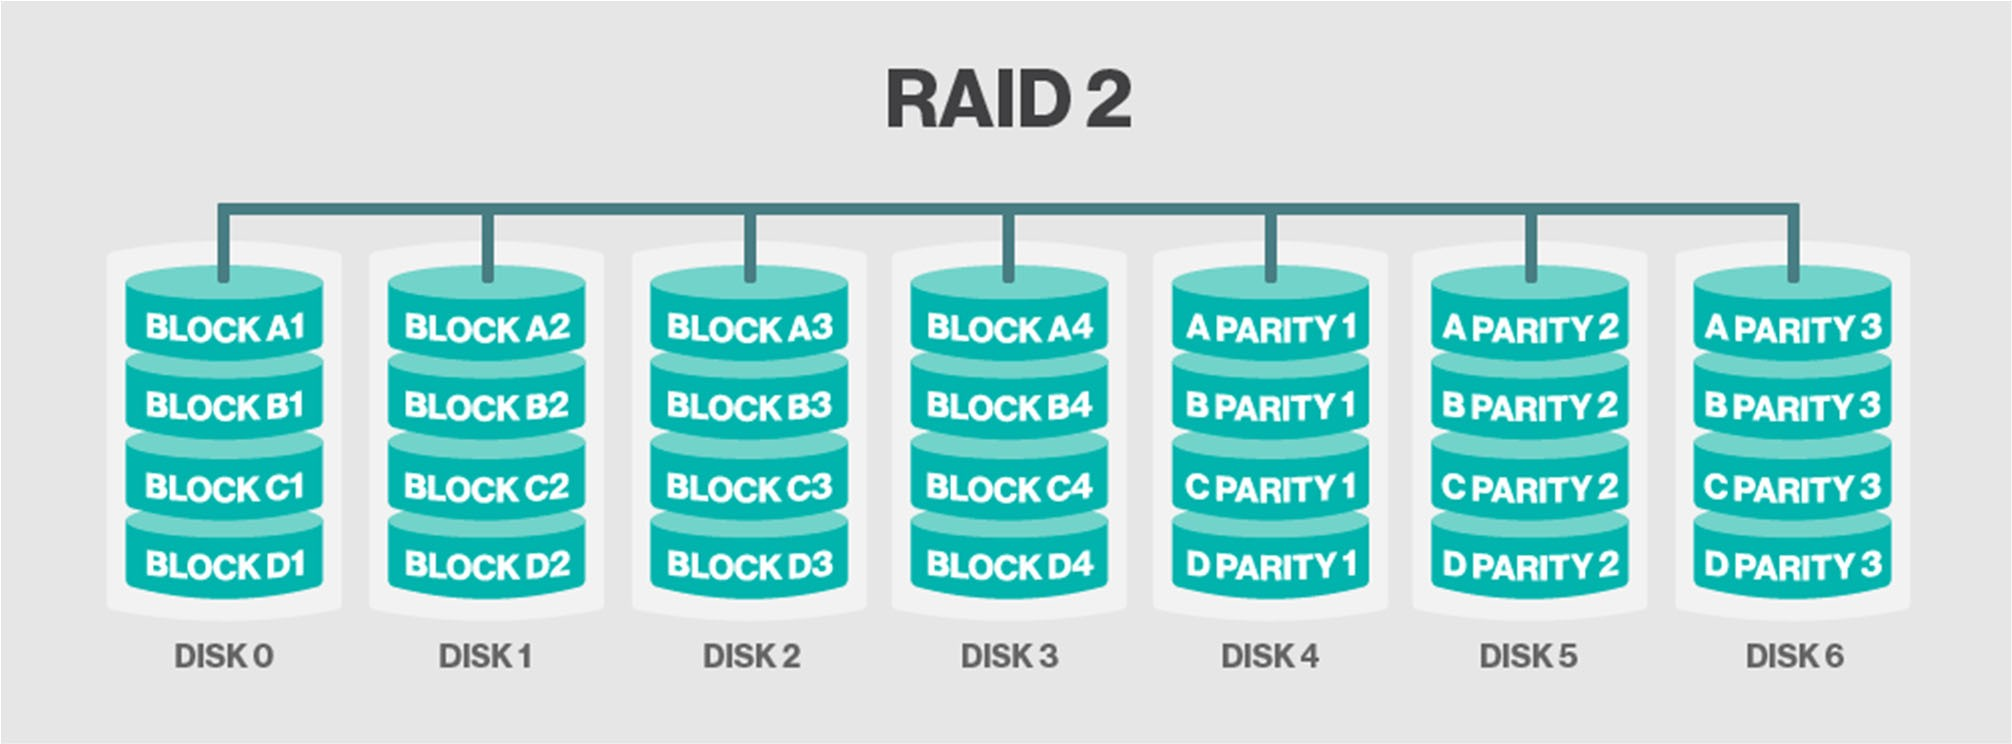 RAID 2
BLOCK A1 BLOCK A2 BLOCK A3 BLOCK A4 A PARITY 1 A PARITY 2 A PARITY 3
BLOCK B1 BLOCK B2 BLOCK B3 BLOCK B4 B PARITY 1 B PARITY 2 B PARITY 3
BLOCK C1 BLOCK C2 BLOCK C3 BLOCK C4 C PARITY 1 C PARITY 2 C PARITY 3
BLOCK D1 BLOCK D2 BLOCK D3 BLOCK D4 D PARITY 1 D PARITY 2 D PARITY 3
DISK 0 DISK 1 DISK 2 DISK 3 DISK 4 DISK 5 DISK 6